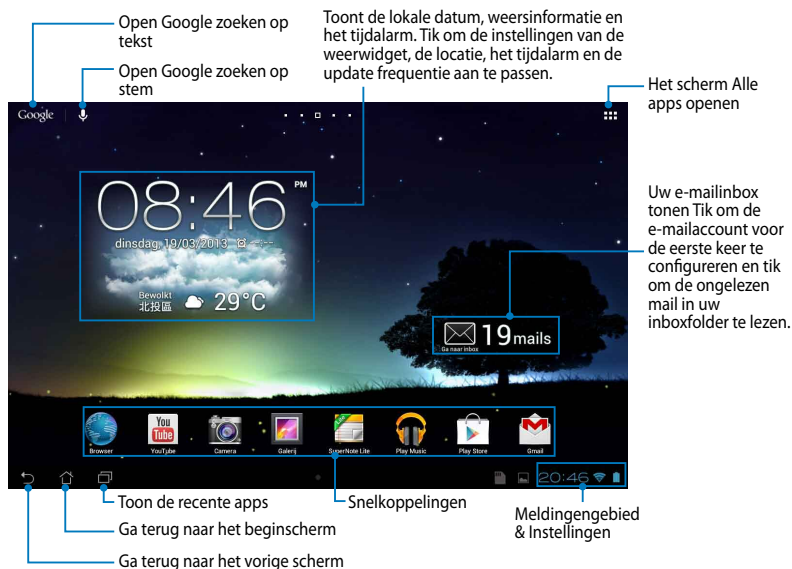 Open Google zoeken op
tekst
Open Google zoeken op
stem
Toont de lokale datum, weersinformatie en
het tijdalarm. Tik om de instellingen van de
weerwidget, de locatie, het tijdalarm en de
update frequentie aan te passen.
Het scherm Alle
apps openen
Google
08:46 PM
dinsdag, 19/03/2013 --:--
Bewolkt
北投區 29°C
Uw e-mailinbox
tonen Tik om de
e-mailaccount voor
de eerste keer te
configureren en tik
om de ongelezen
mail in uw
inboxfolder te lezen.
19 mails
Ga naar inbox
You
Tube
Lite
Browser YouTube Camera Galerij SuperNote Lite Play Music Play Store Gmail
20:46
Toon de recente apps
Snelkoppelingen
Meldingengebied
& Instellingen
Ga terug naar het beginscherm
Ga terug naar het vorige scherm